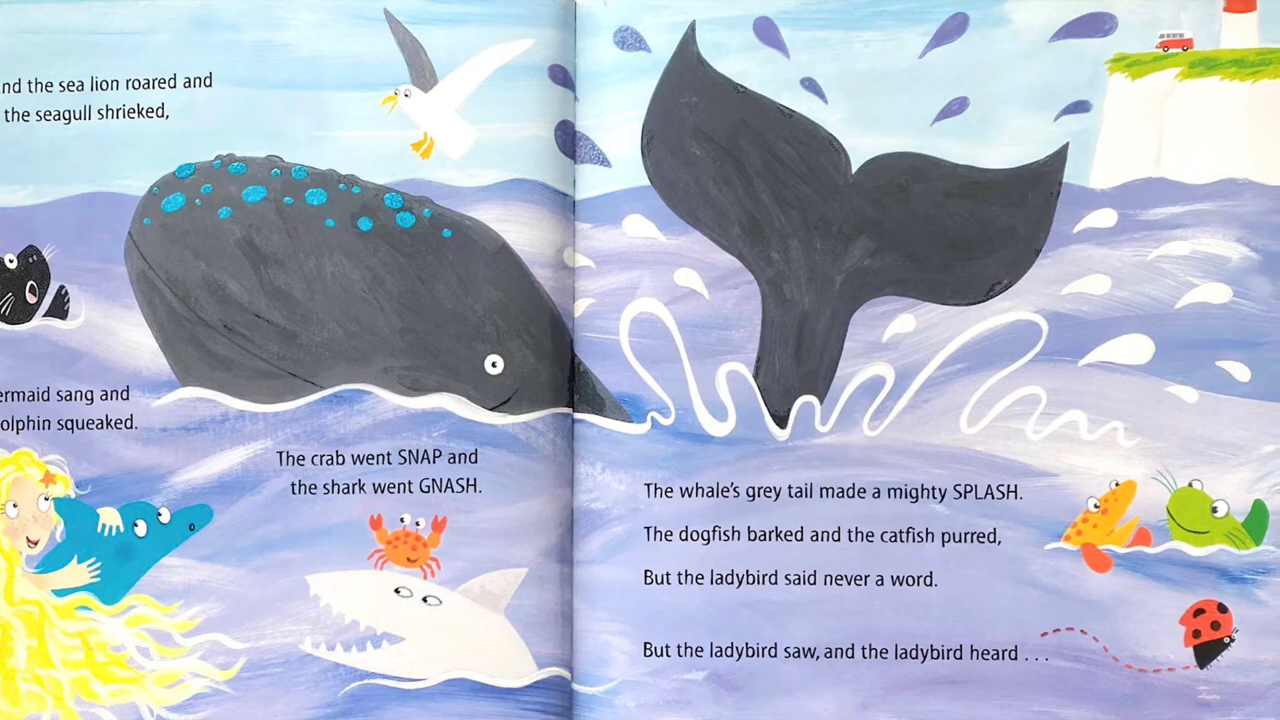 nd the sea lion roared and
the seagull shrieked,
ermaid sang and
olphin squeaked.
The crab went SNAP and
the shark went GNASH.
The whale's grey tail made a mighty SPLASH.
The dogfish barked and the catfish purred,
But the ladybird said never a word.
But the ladybird saw, and the ladybird heard . . .